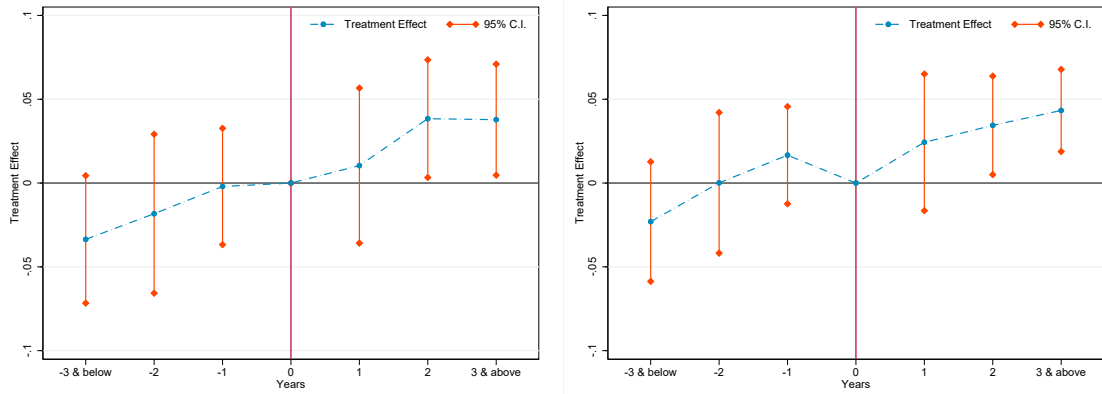 Treatment Effect
95% C.I.
.1
.05
0
-.05
-.1
Treatment Effect
-3 & below
-2
-1
0
1
2
3 & above
Years
Treatment Effect
95% C.I.
.1
.05
0
-.05
-.1
Treatment Effect
-3 & below
-2
-1
0
1
2
3 & above
Years